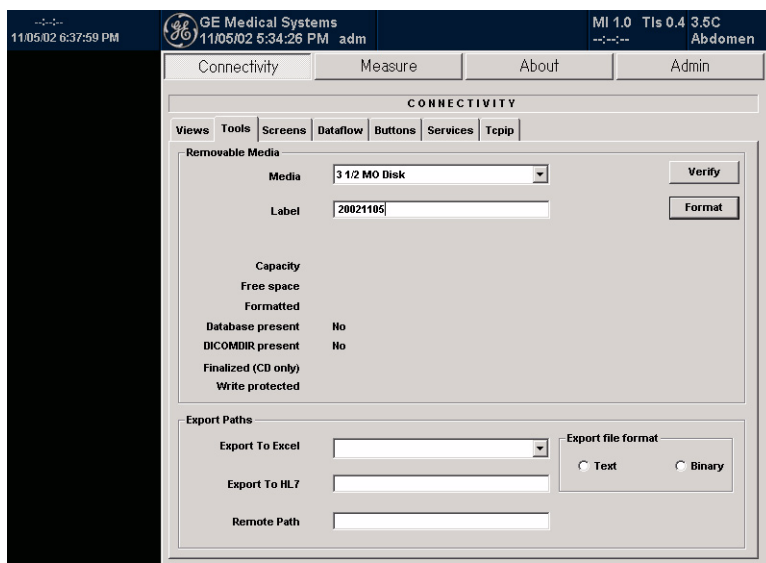 --:--:--
11/05/02 6:37:59 PM
GE Medical Systems
11/05/02 5:34:26 PM adm
MI 1.0 TIs 0.4 3.5C
--:--:-- Abdomen
Connectivity Measure About Admin
CONNECTIVITY
Views Tools Screens Dataflow Buttons Services Tcpip
Removable Media
Media 3 1/2 MO Disk Verify
Label 20021105 Format
Capacity
Free space
Formatted
Database present No
DICOMDIR present No
Finalized (CD only)
Write protected
Export Paths
Export To Excel
Export file format
Text Binary
Export To HL7
Remote Path